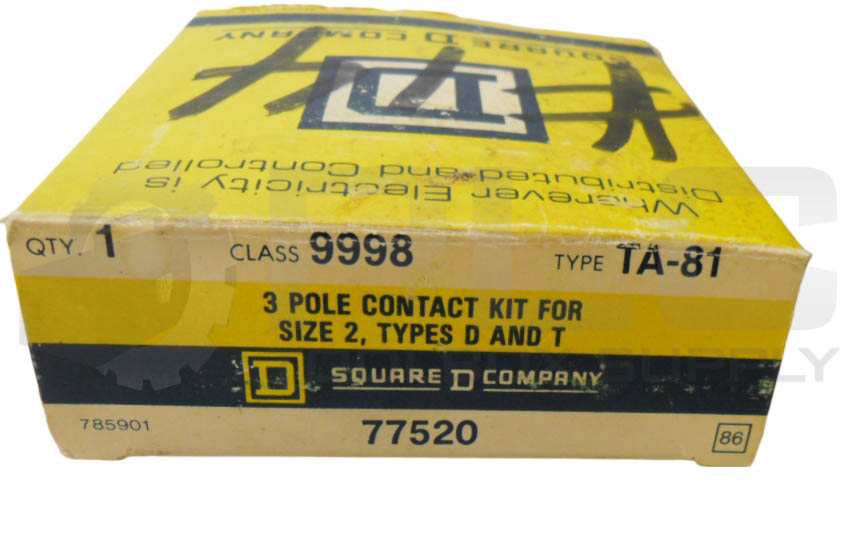 SQUARE D COMPANY
Wherever Electricity is
Distributed and Controlled
QTY. 1 CLASS 9998 TYPE TA-81
3 POLE CONTACT KIT FOR
SIZE 2, TYPES D AND T
D SQUARE D COMPANY
785901 77520 86